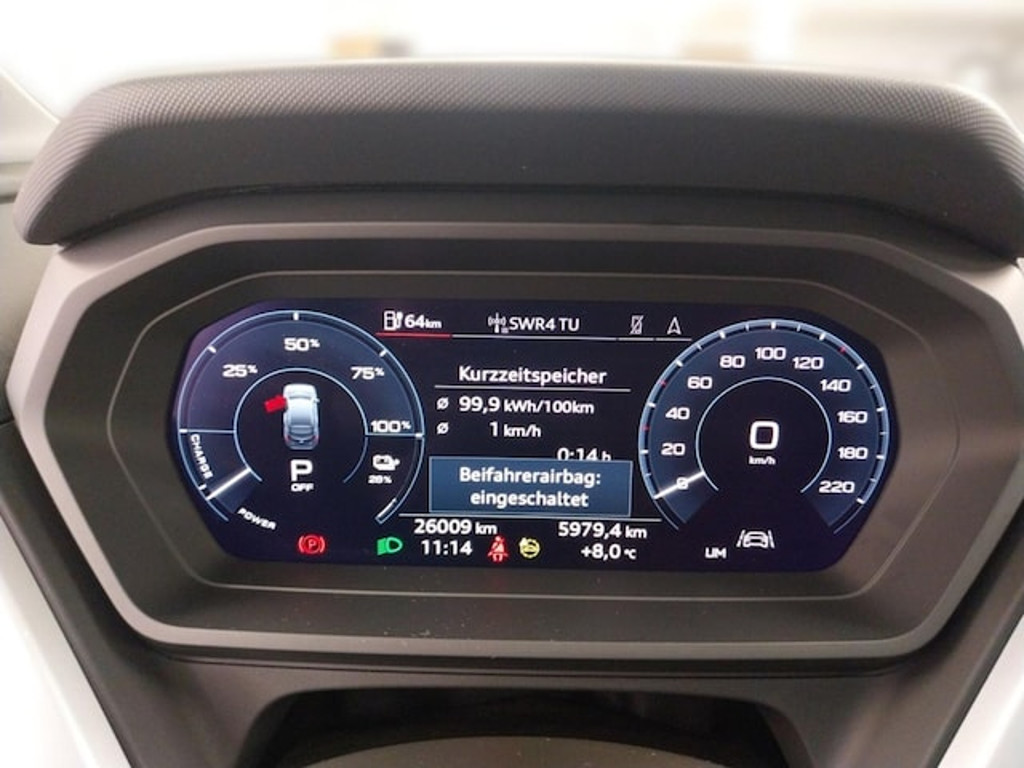 64km
SWR4 TU
50%
25%
75%
100%
CHARGE
POWER
P
OFF
28%
Kurzzeitspeicher
Ø 99,9 kWh/100km
Ø 1 km/h
0:14 h
Beifahrerairbag:
eingeschaltet
26009 km
5979,4 km
11:14
+8,0 °C
(P)
0
20
40
60
80
100
120
140
160
180
220
0
km/h
LIM